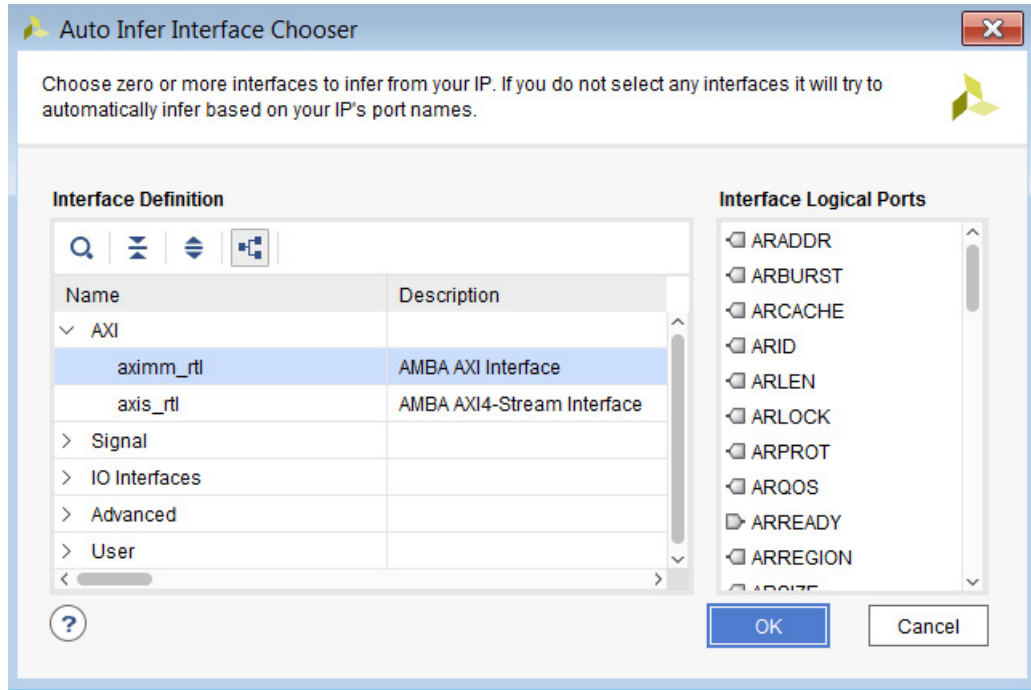 Auto Infer Interface Chooser
Choose zero or more interfaces to infer from your IP. If you do not select any interfaces it will try to
automatically infer based on your IP's port names.
Interface Definition
Name Description
AXI
aximm_rtl AMBA AXI Interface
axis_rtl AMBA AXI4-Stream Interface
Signal
IO Interfaces
Advanced
User
Interface Logical Ports
ARADDR
ARBURST
ARCACHE
ARID
ARLEN
ARLOCK
ARPROT
ARQOS
ARREADY
ARREGION
?
OK Cancel